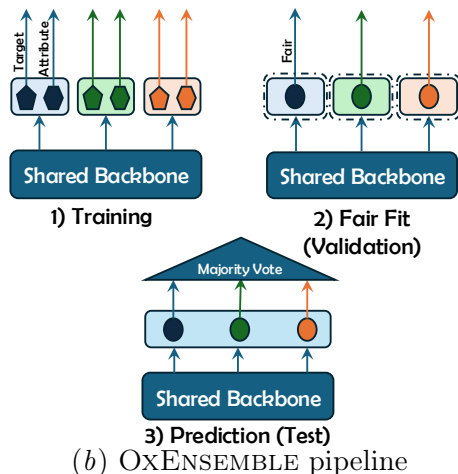 Target
Attribute
Fair
Shared Backbone
Shared Backbone
1) Training
2) Fair Fit
(Validation)
Majority Vote
Shared Backbone
3) Prediction (Test)
(b) OXENSEMBLE pipeline